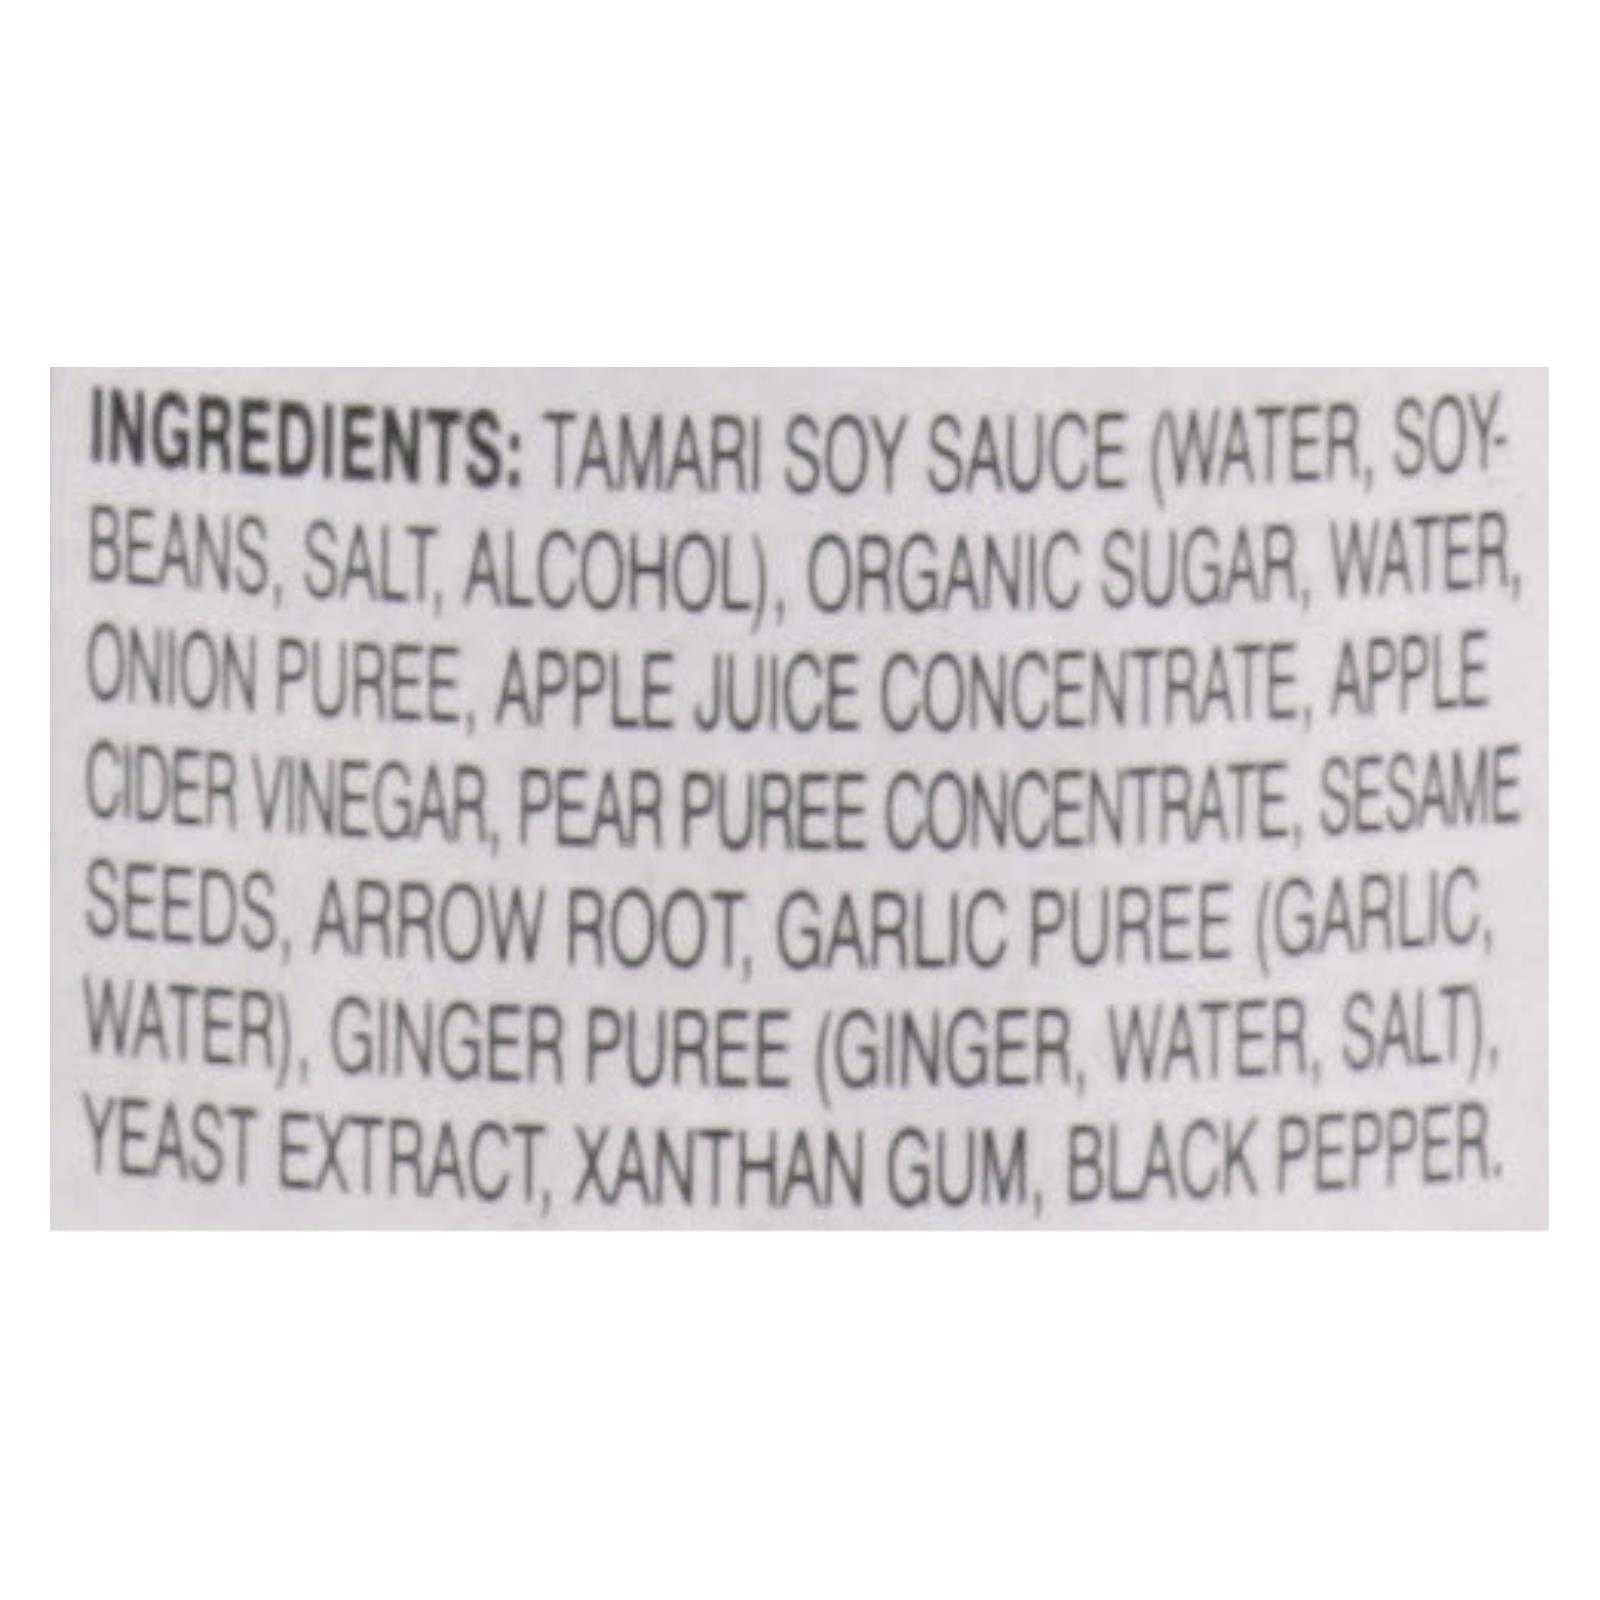 INGREDIENTS: TAMARI SOY SAUCE (WATER, SOY-
BEANS, SALT, ALCOHOL), ORGANIC SUGAR, WATER,
ONION PUREE, APPLE JUICE CONCENTRATE, APPLE
CIDER VINEGAR, PEAR PUREE CONCENTRATE, SESAME
SEEDS, ARROW ROOT, GARLIC PUREE (GARLIC,
WATER), GINGER PUREE (GINGER, WATER, SALT),
YEAST EXTRACT, XANTHAN GUM, BLACK PEPPER.